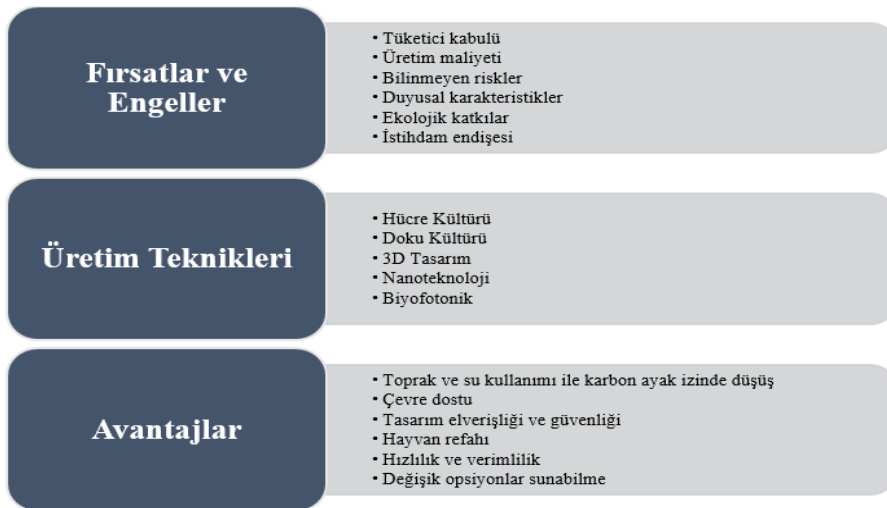 Fırsatlar ve
Engeller
• Tüketici kabulü
• Üretim maliyeti
• Bilinmeyen riskler
• Duyusal karakteristikler
• Ekolojik katkılar
• İstihdam endişesi
Üretim Teknikleri
• Hücre Kültürü
• Doku Kültürü
• 3D Tasarım
• Nanoteknoloji
• Biyofotonik
Avantajlar
• Toprak ve su kullanımı ile karbon ayak izinde düşüş
• Çevre dostu
• Tasarım elverişliği ve güvenliği
• Hayvan refahı
• Hızlılık ve verimlilik
• Değişik opsiyonlar sunabilme